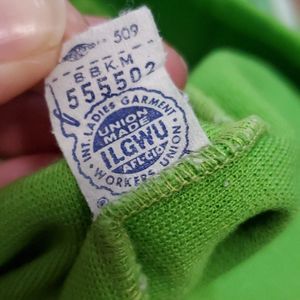 509
BBKM
555502
INT. LADIES GARMENT
UNION
MADE
ILGWU
AFL-CIO
WORKERS UNION
®